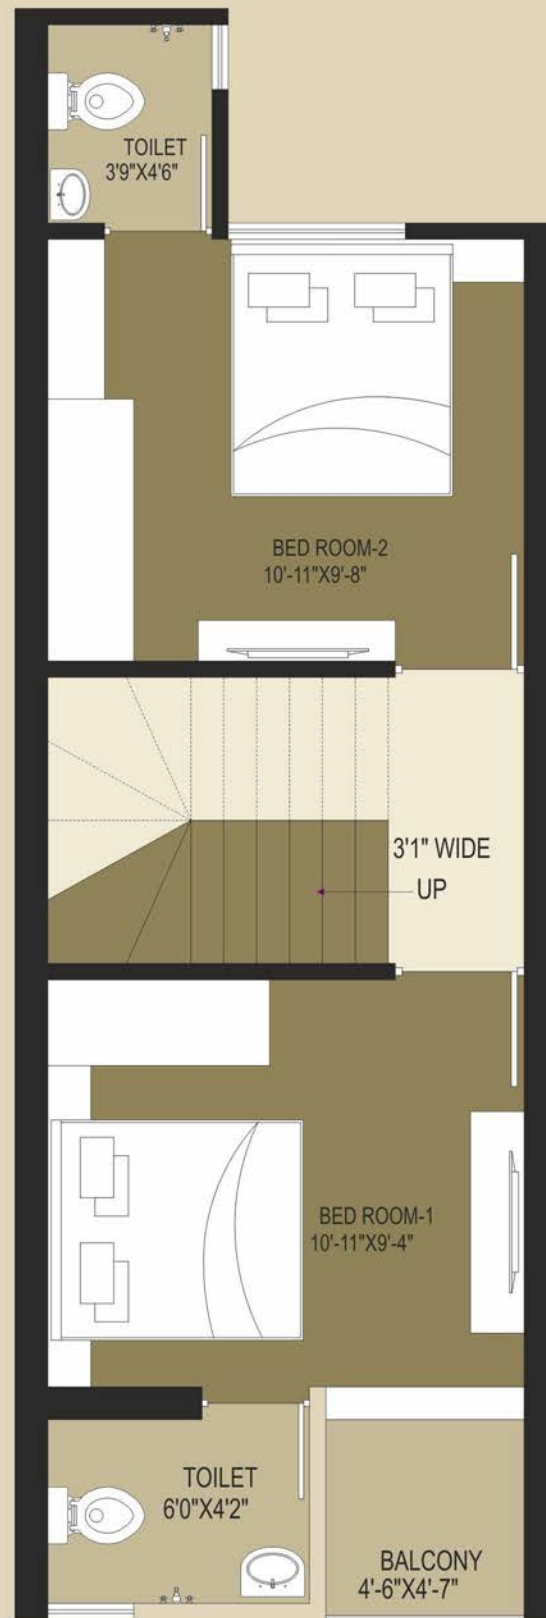 TOILET
3'9"X4'6"
BED ROOM-2
10'-11"X9'-8"
3'1" WIDE
UP
BED ROOM-1
10'-11"X9'-4"
TOILET
6'0"X4'2"
BALCONY
4'-6"X4'-7"